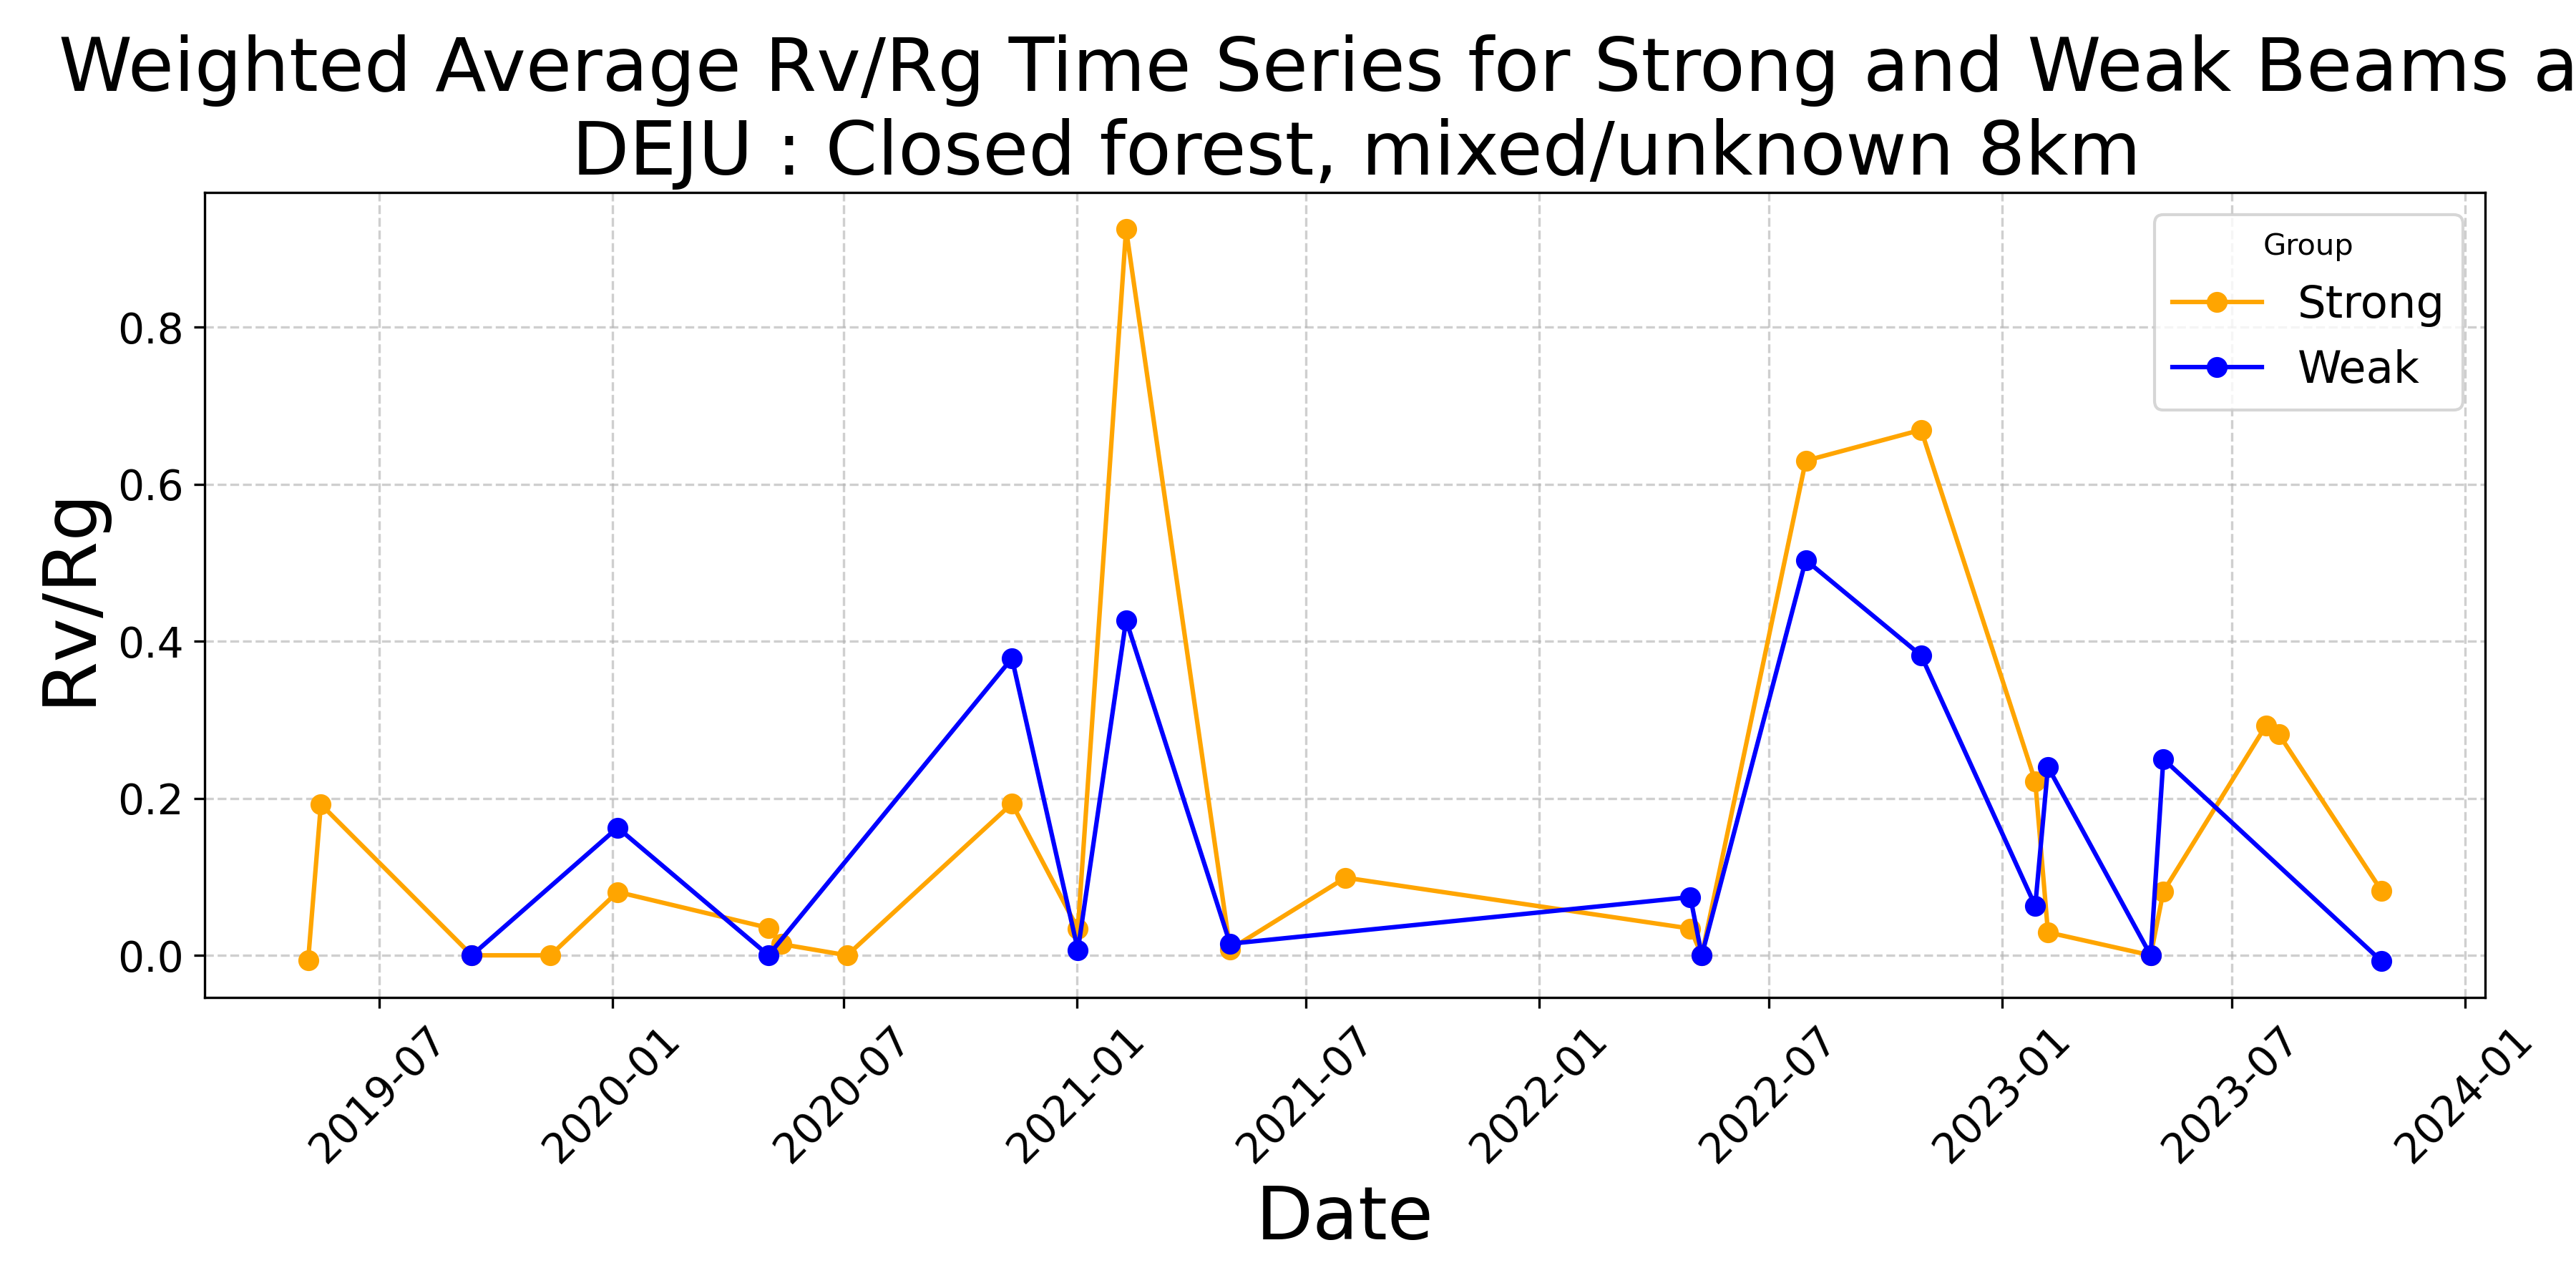 Weighted Average Rv/Rg Time Series for Strong and Weak Beams a
DEJU : Closed forest, mixed/unknown 8km
Group
Strong
Weak
Rv/Rg
0.8
0.6
0.4
0.2
0.0
2019-07
2020-01
2020-07
2021-01
2021-07
2022-01
2022-07
2023-01
2023-07
2024-01
Date